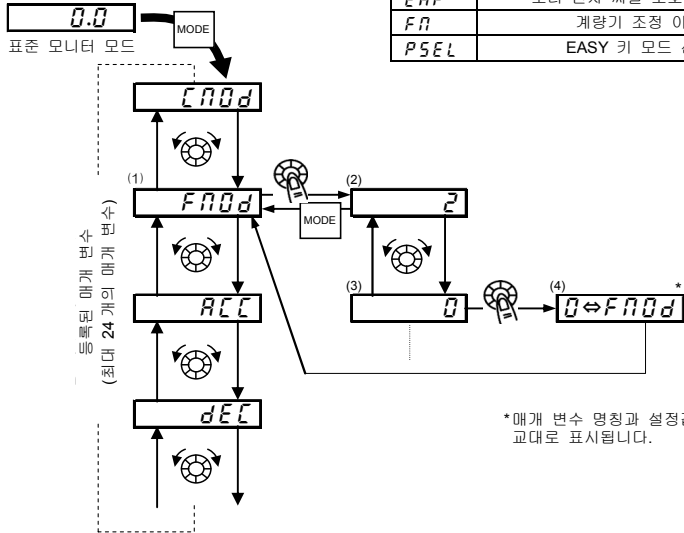 0.0
MODE
표준 모니터 모드
FM 계량기 조정
PSEL EASY 키 모드
CMOd
(1)
FMOd
MODE
(2)
2
(3)
0
(4)
0⇔FMOd
*
ACC
dEC
등록된 매개 변수
(최대 24 개의 매개 변수)
*매개 변수 명칭과
교대로 표시됩니다.